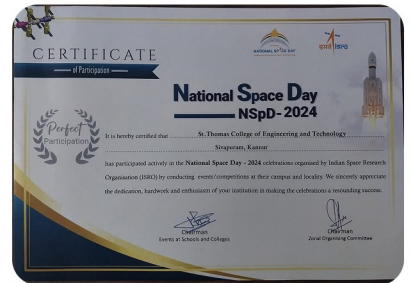 CERTIFICATE
of Participation
NATIONAL SPACE DAY
इसरो isro
National Space Day
NSpD- 2024
Perfect
Participation
It is hereby certified that St.Thomas College of Engineering and Technology
Sivapuram, Kannur
has participated actively in the National Space Day - 2024 celebrations organised by Indian Space Research
Organisation (ISRO) by conducting events/competitions at their campus and locality. We sincerely appreciate
the dedication, hardwork and enthusiasm of your institution in making the celebrations a resounding success.
Chairman
Events at Schools and Colleges
Chairman
Zonal Organising Committee